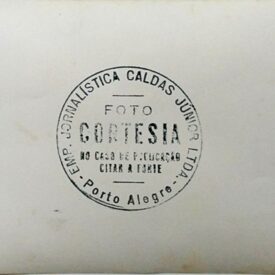 EMP. JORNALÍSTICA CALDAS JÚNIOR LTDA.
FOTO
CORTESIA
NO CASO DE PUBLICAÇÃO
CITAR A FONTE
- Porto Alegre -